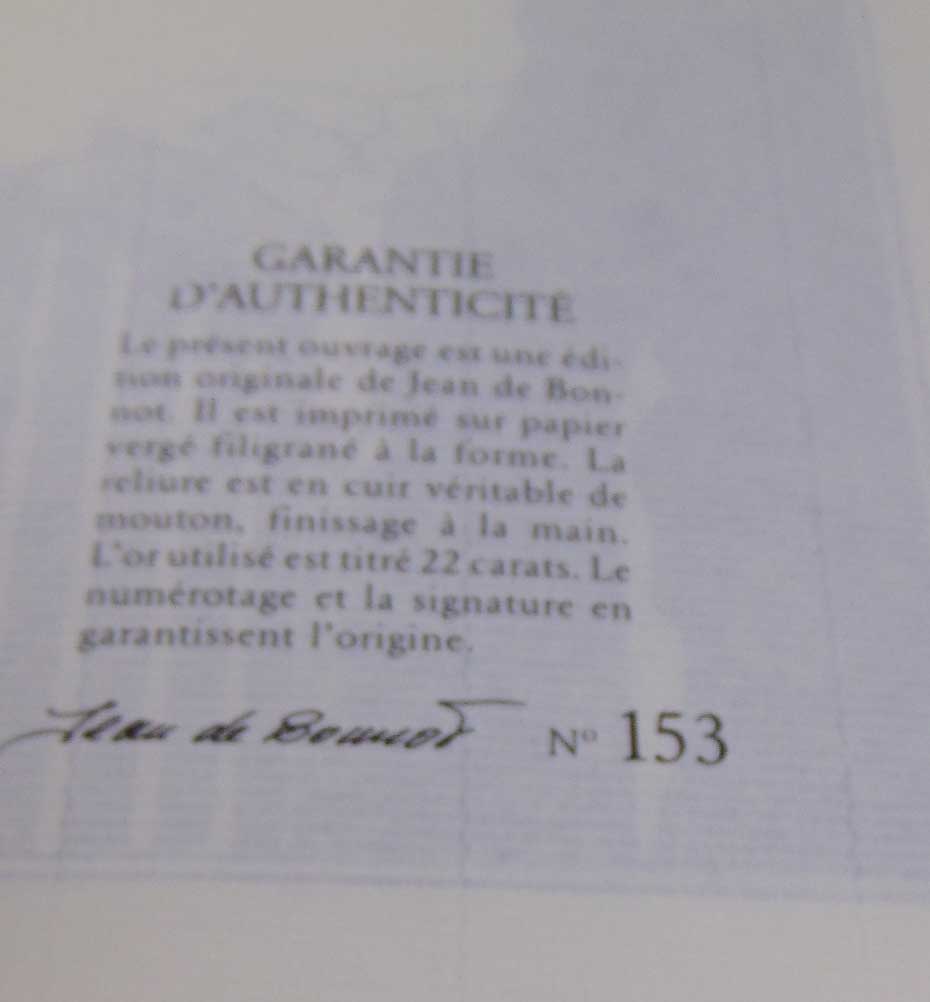 GARANTIE
D'AUTHENTICITÉ
Le présent ouvrage est une édi-
tion originale de Jean de Bon-
not. Il est imprimé sur papier
vergé filigrané à la forme. La
reliure est en cuir véritable de
mouton, finissage à la main.
L'or utilisé est titré 22 carats. Le
numérotage et la signature en
garantissent l'origine.
Jean de Bonnot Nº 153